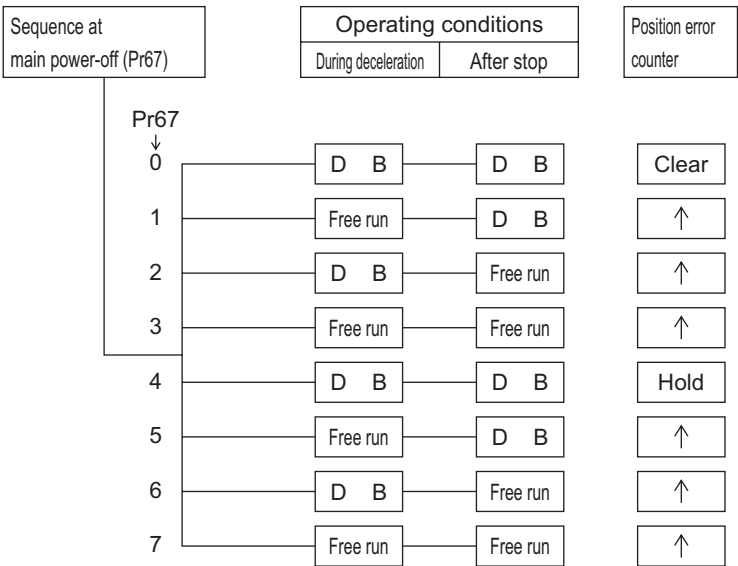 Sequence at
main power-off (Pr67)
Operating conditions
During deceleration After stop
Position error
counter
Pr67
↓
0 D B D B Clear
1 Free run D B ↑
2 D B Free run ↑
3 Free run Free run ↑
4 D B D B Hold
5 Free run D B ↑
6 D B Free run ↑
7 Free run Free run ↑